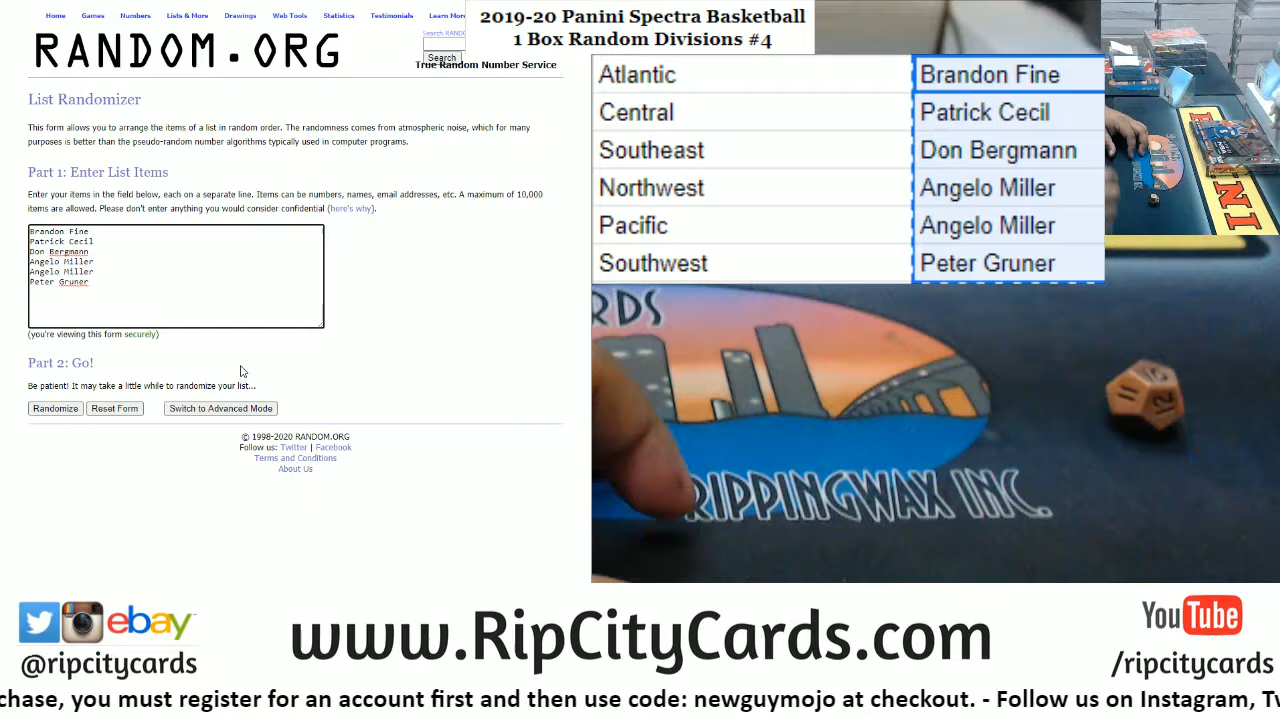 Home Games Numbers Lists & More Drawings Web Tools Statistics Testimonials Learn More
RANDOM.ORG
Search RAND
Search
True Random Number Service
List Randomizer
This form allows you to arrange the items of a list in random order. The randomness comes from atmospheric noise, which for many
purposes is better than the pseudo-random number algorithms typically used in computer programs.
Part 1: Enter List Items
Enter your items in the field below, each on a separate line. Items can be numbers, names, email addresses, etc. A maximum of 10,000
items are allowed. Please don't enter anything you would consider confidential (here's why).
Brandon Fine
Patrick Cecil
Don Bergmann
Angelo Miller
Angelo Miller
Peter Gruner
(you're viewing this form securely)
Part 2: Go!
Be patient! It may take a little while to randomize your list...
Randomize Reset Form Switch to Advanced Mode
© 1998-2020 RANDOM.ORG
Follow us: Twitter | Facebook
Terms and Conditions
About Us
2019-20 Panini Spectra Basketball
1 Box Random Divisions #4
Atlantic Brandon Fine
Central Patrick Cecil
Southeast Don Bergmann
Northwest Angelo Miller
Pacific Angelo Miller
Southwest Peter Gruner
NI
RDS
RIPPINGWAX INC.
11
12
ebay
@ripcitycards
www.RipCityCards.com
YouTube
/ripcitycards
chase, you must register for an account first and then use code: newguymojo at checkout. - Follow us on Instagram, Tw